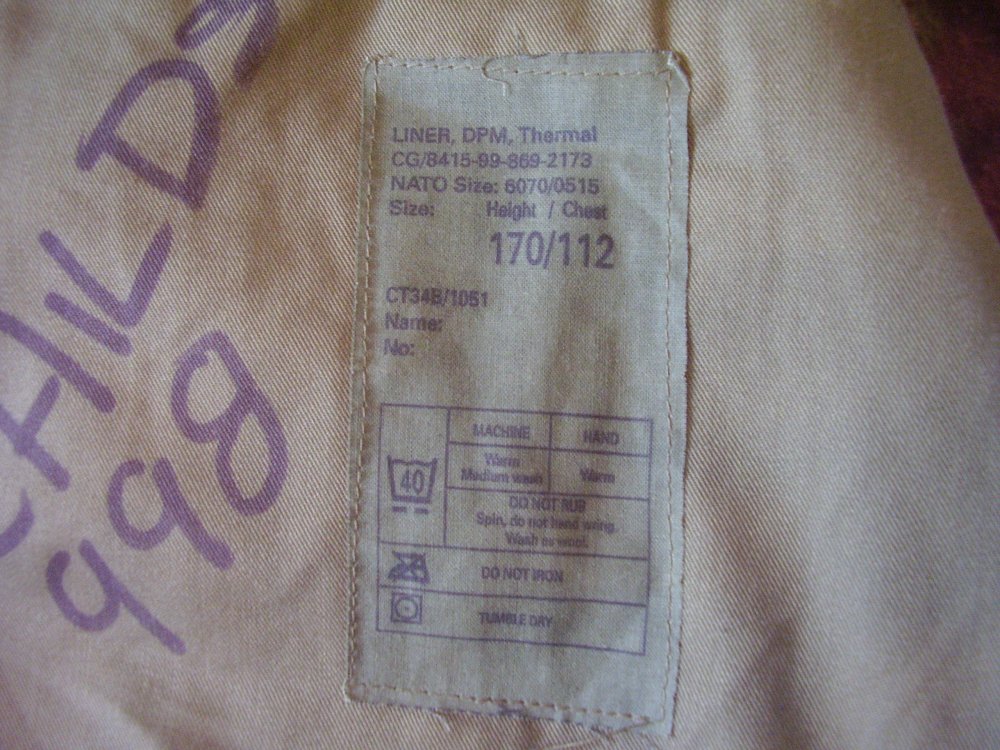 LINER, DPM, Thermal
CG/8415-99-869-2173
NATO Size: 6070/0515
Size: Height / Chest
170/112
CT34B/1051
Name:
No:
MACHINE HAND
Warm Warm
Medium wash
40
DO NOT RUB
Spin, do not hand wring.
Wash as wool.
DO NOT IRON
TUMBLE DRY
CHILDS
998